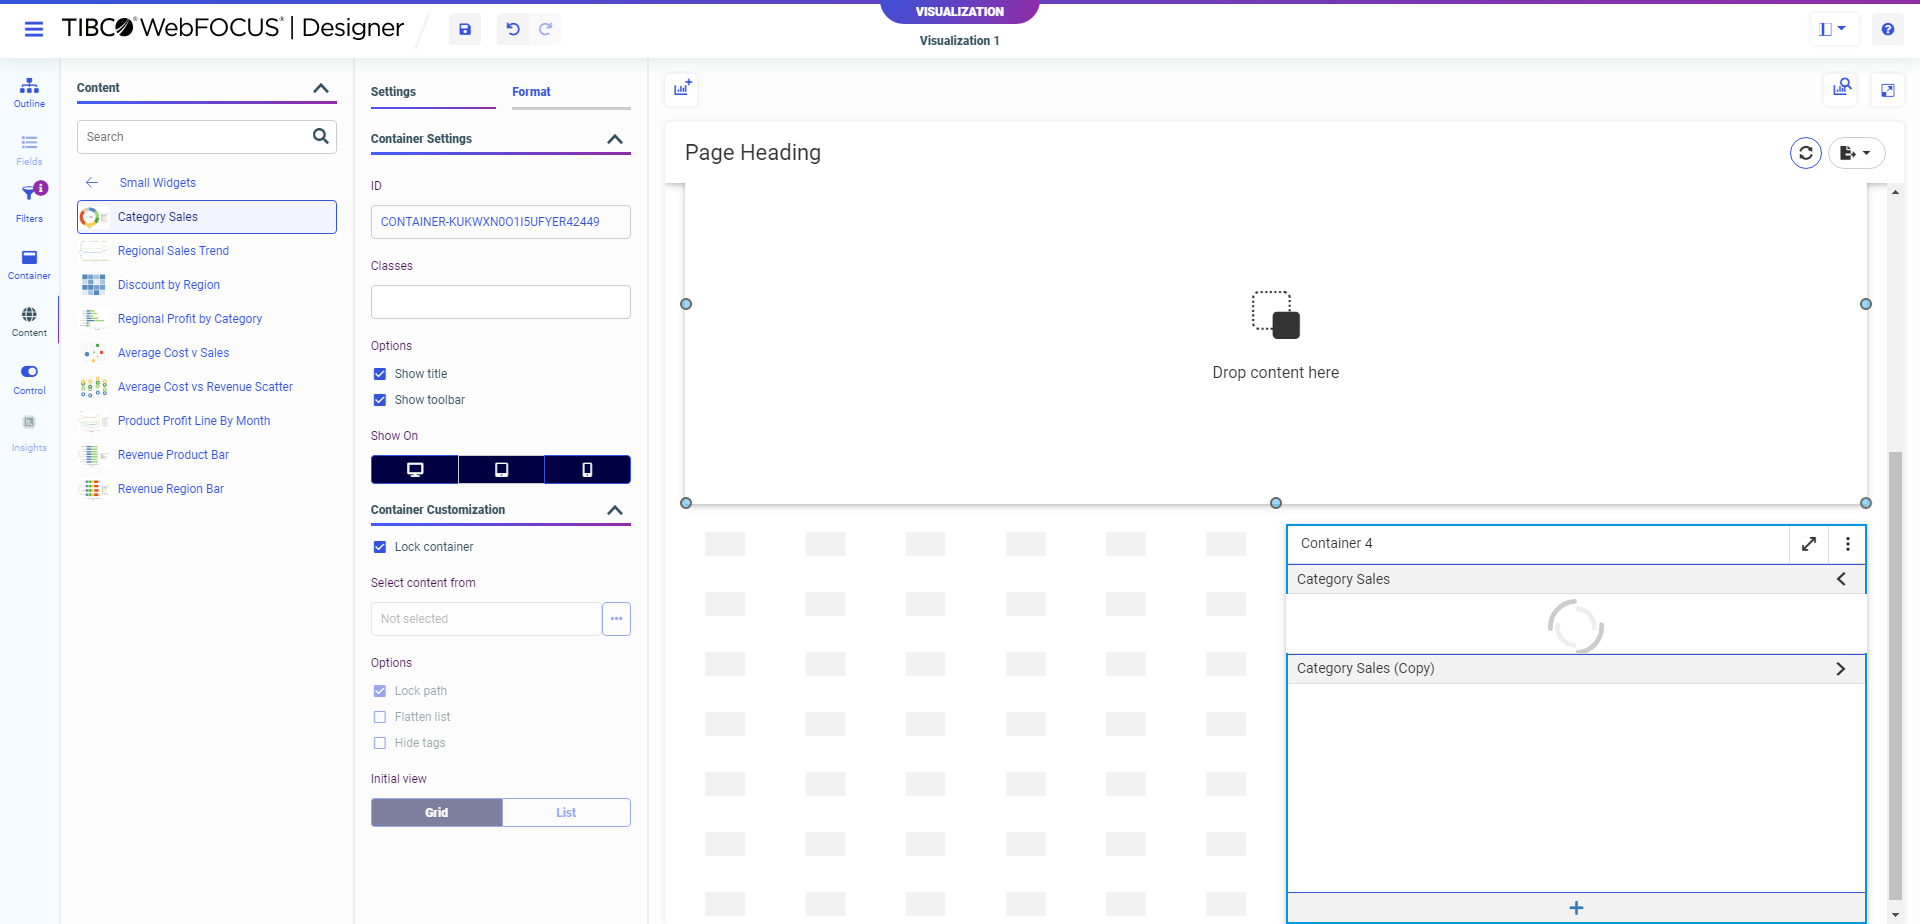 VISUALIZATION
TIBCO® WebFOCUS® | Designer
Visualization 1
Outline
Fields
Filters
Container
Content
Control
Insights
Content
Search
Small Widgets
Category Sales
Regional Sales Trend
Discount by Region
Regional Profit by Category
Average Cost v Sales
Average Cost vs Revenue Scatter
Product Profit Line By Month
Revenue Product Bar
Revenue Region Bar
Settings
Format
Container Settings
ID
CONTAINER-KUKWXN0O1I5UFYER42449
Classes
Options
Show title
Show toolbar
Show On
Container Customization
Lock container
Select content from
Not selected
Options
Lock path
Flatten list
Hide tags
Initial view
Grid
List
Page Heading
Drop content here
Container 4
Category Sales
Category Sales (Copy)